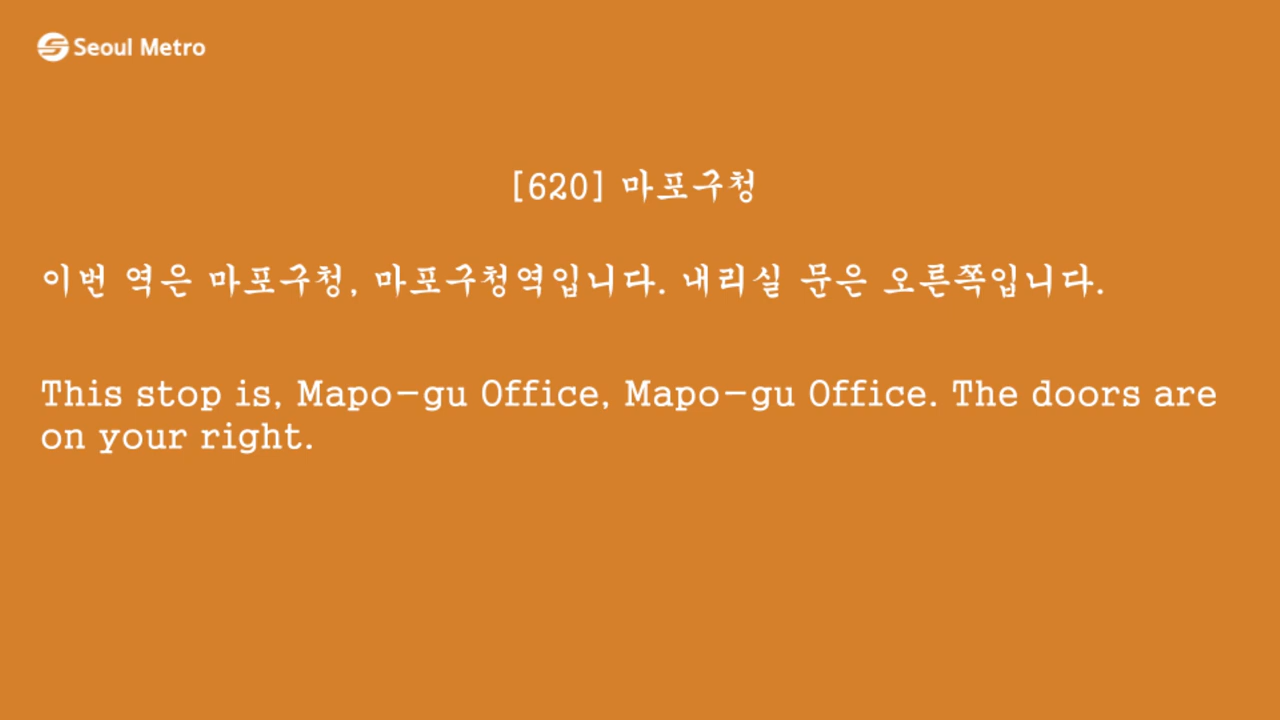 Seoul Metro
[620] 마포구청
이번 역은 마포구청, 마포구청역입니다. 내리실 문은 오른쪽입니다.
This stop is, Mapo-gu Office, Mapo-gu Office. The doors are
on your right.